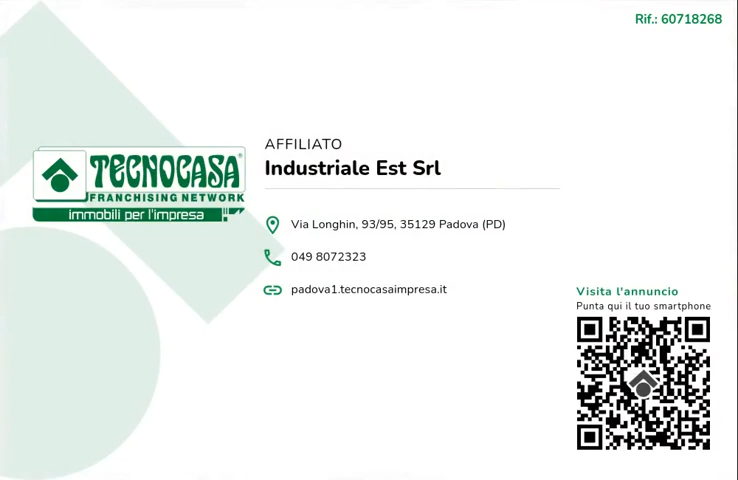 Rif.: 60718268
AFFILIATO
Industriale Est Srl
TECNOCASA®
FRANCHISING NETWORK
immobili per l'impresa
Via Longhin, 93/95, 35129 Padova (PD)
049 8072323
padova1.tecnocasaimpresa.it
Visita l'annuncio
Punta qui il tuo smartphone